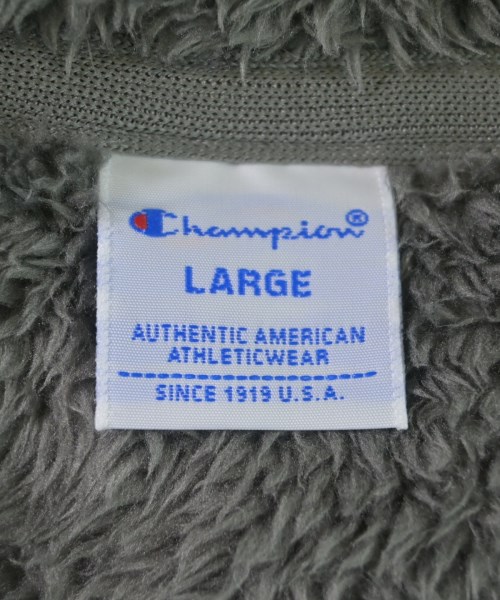 Champion®
LARGE
AUTHENTIC AMERICAN
ATHLETICWEAR
SINCE 1919 U.S.A.